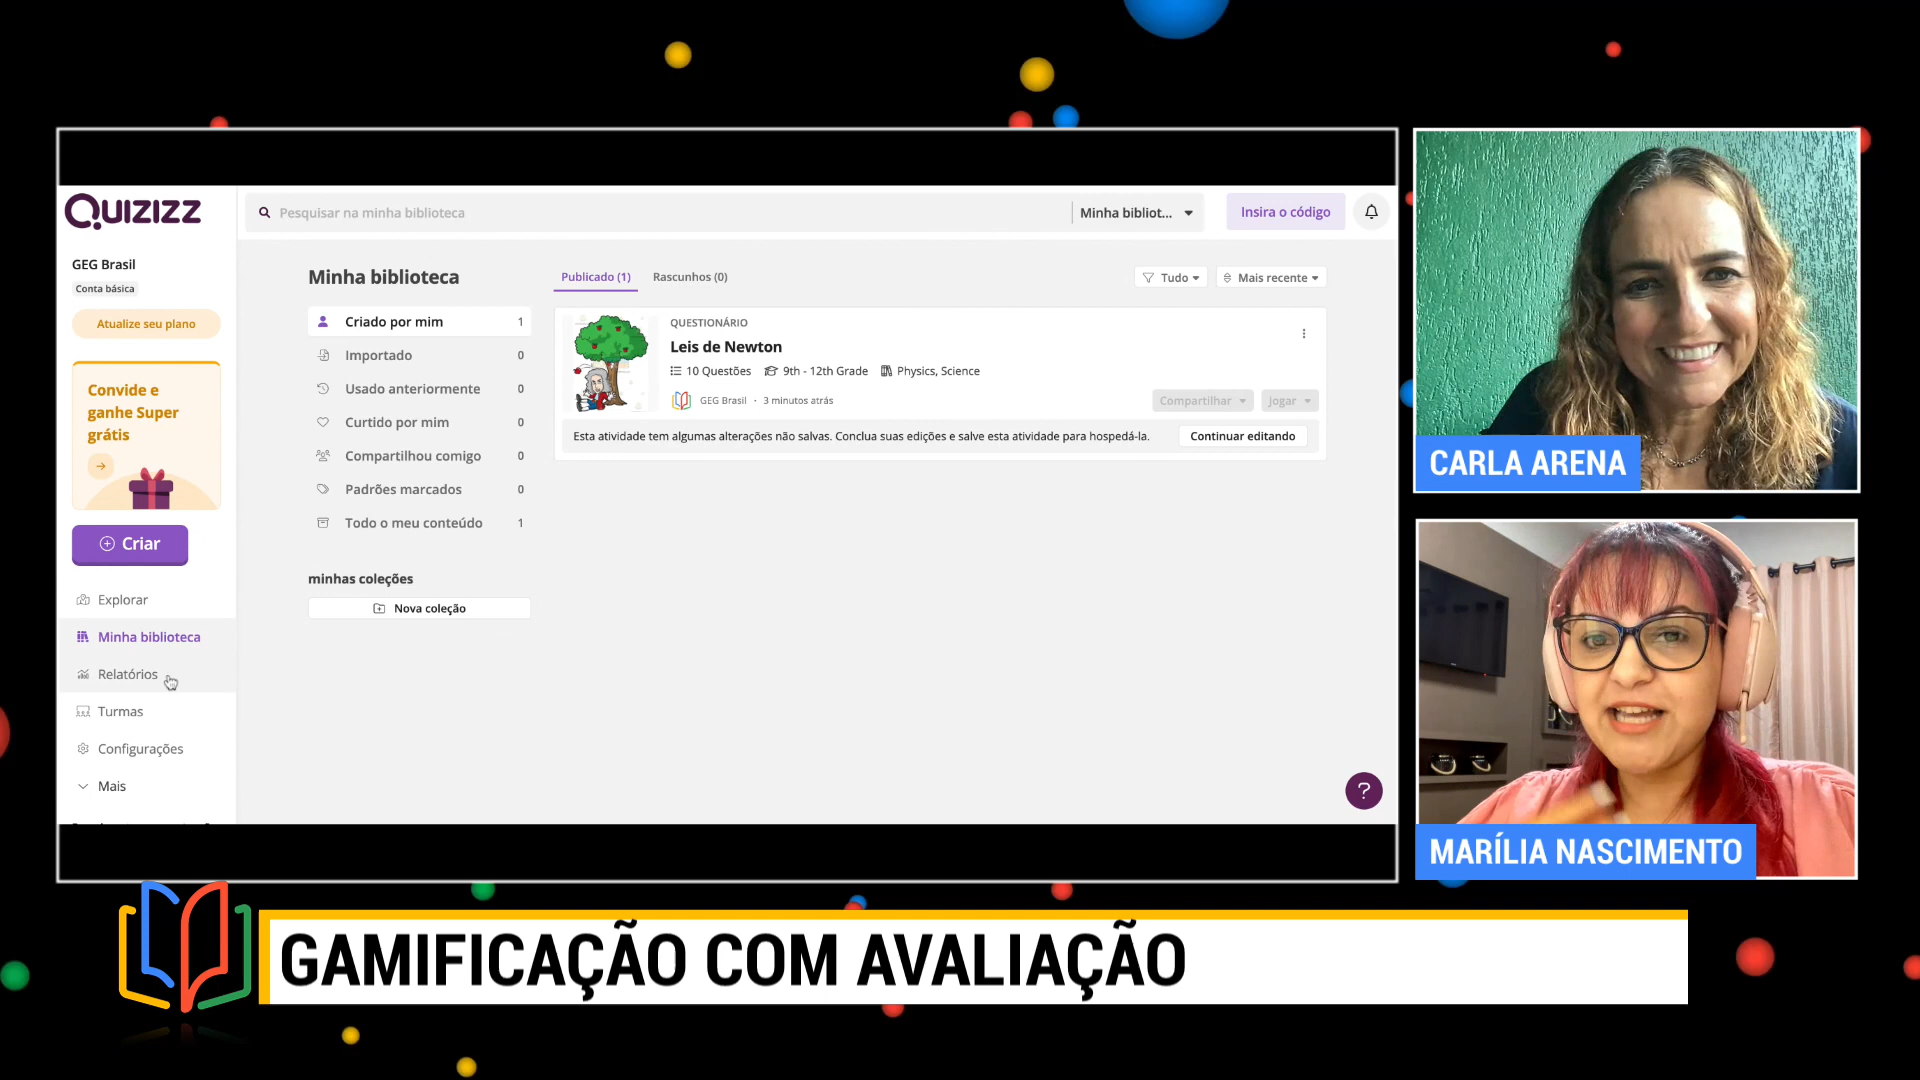 QUIZIZZ
GEG Brasil
Conta básica
Atualize seu plano
Convide e
ganhe Super
grátis
Criar
Explorar
Minha biblioteca
Relatórios
Turmas
Configurações
Mais
Pesquisar na minha biblioteca
Minha bibliot...
Insira o código
Minha biblioteca
Criado por mim 1
Importado 0
Usado anteriormente 0
Curtido por mim 0
Compartilhou comigo 0
Padrões marcados 0
Todo o meu conteúdo 1
minhas coleções
Nova coleção
Publicado (1) Rascunhos (0)
Tudo
Mais recente
QUESTIONÁRIO
Leis de Newton
10 Questões 9th - 12th Grade Physics, Science
GEG Brasil • 3 minutos atrás
Compartilhar
Jogar
Esta atividade tem algumas alterações não salvas. Conclua suas edições e salve esta atividade para hospedá-la.
Continuar editando
?
CARLA ARENA
MARÍLIA NASCIMENTO
GAMIFICAÇÃO COM AVALIAÇÃO